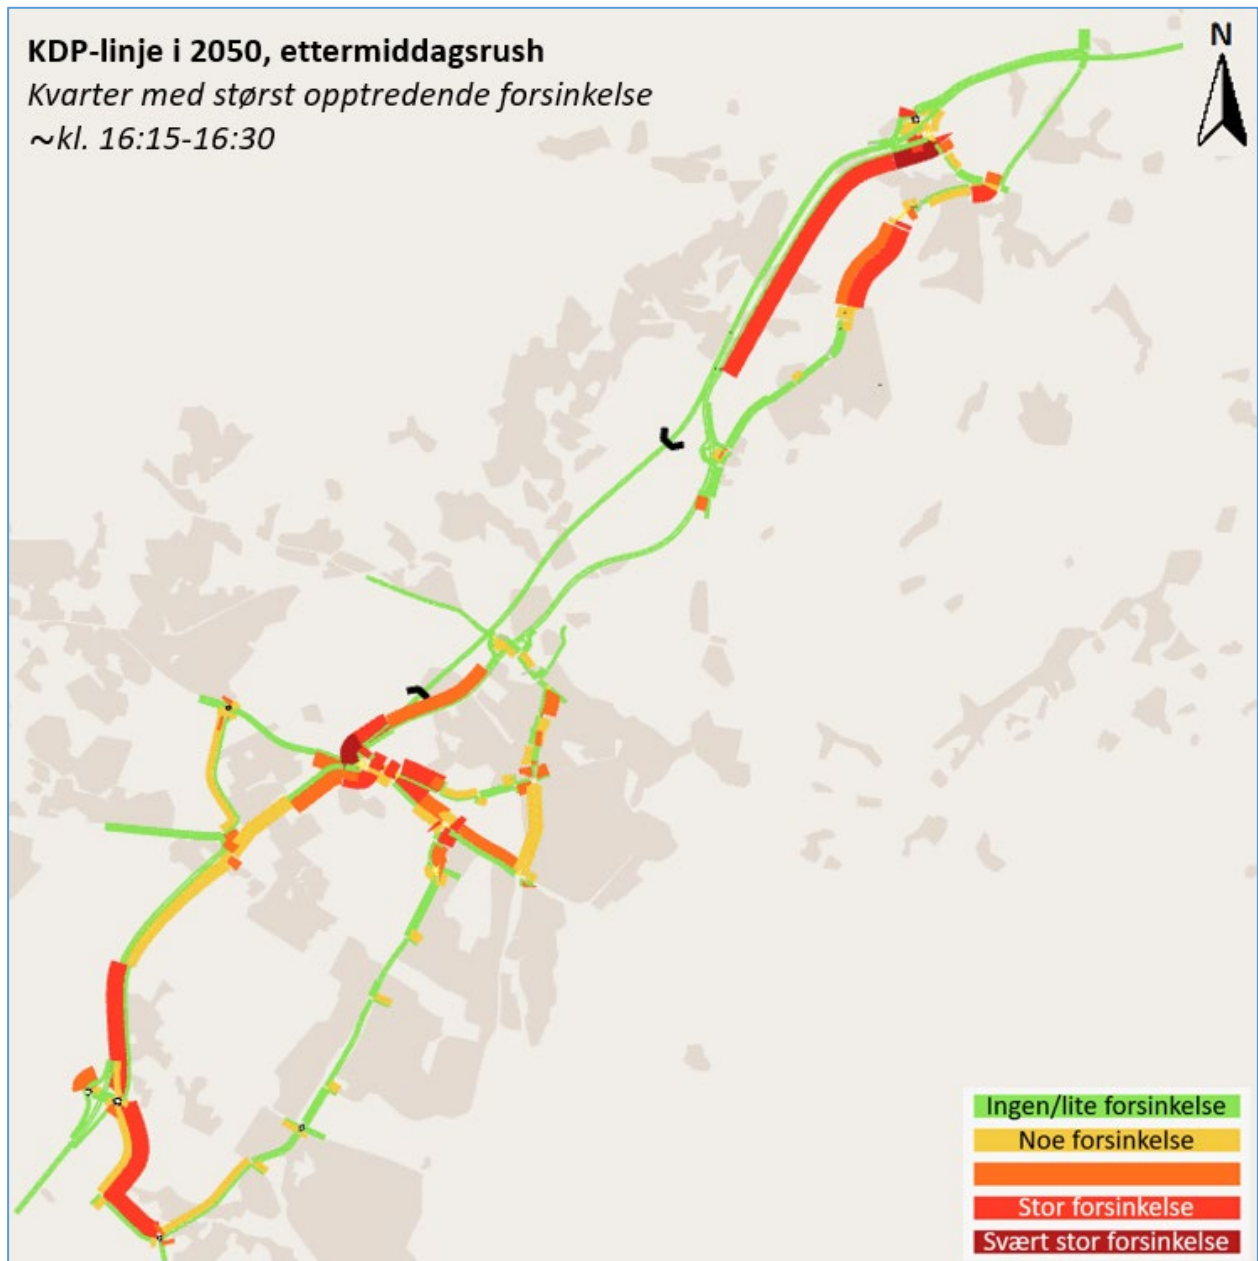 KDP-linje i 2050, ettermiddagsrush
Kvarter med størst opptredende forsinkelse
~kl. 16:15-16:30
N
Ingen/lite forsinkelse
Noe forsinkelse
Stor forsinkelse
Svært stor forsinkelse